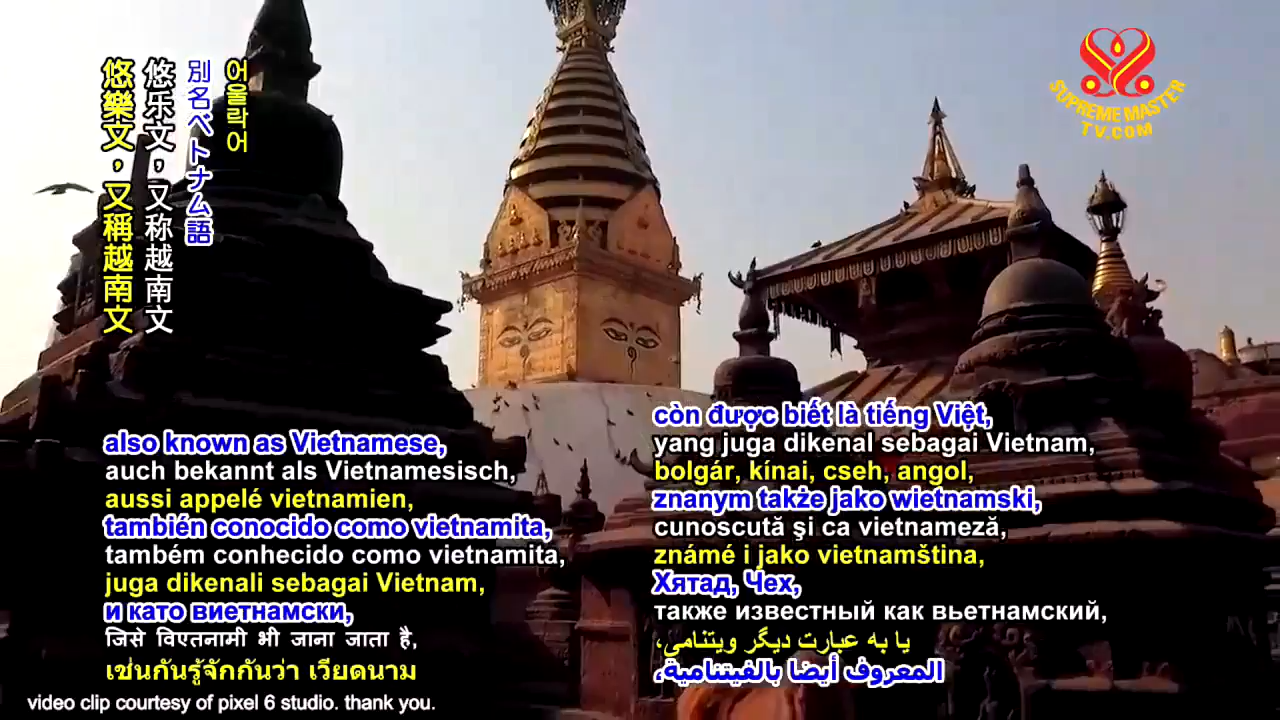 悠樂文，又稱越南文
悠乐文，又称越南文
別名ベトナム語
어울락어
SUPREME MASTER
TV.COM
also known as Vietnamese,
auch bekannt als Vietnamesisch,
aussi appelé vietnamien,
también conocido como vietnamita,
também conhecido como vietnamita,
juga dikenali sebagai Vietnam,
и като виетнамски,
जिसे विएतनामी भी जाना जाता है,
เช่นกันรู้จักกันว่า เวียดนาม
còn được biết là tiếng Việt,
yang juga dikenal sebagai Vietnam,
bolgár, kínai, cseh, angol,
znanym także jako wietnamski,
cunoscută şi ca vietnameză,
známé i jako vietnamština,
Хятад, Чех,
также известный как вьетнамский,
یا به عبارت دیگر ویتنامی،
المعروف أيضا بالفيتنامية،
video clip courtesy of pixel 6 studio. thank you.